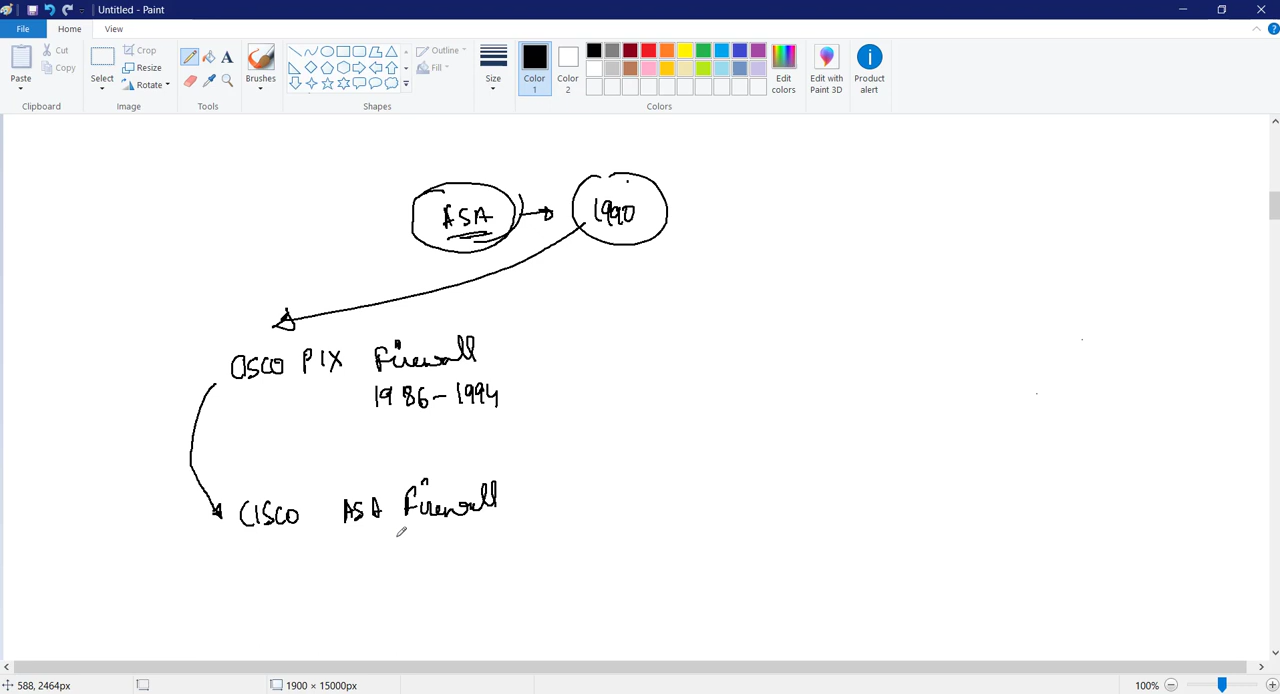 Untitled - Paint
File Home View
Paste Cut Copy Select Crop Resize Rotate Brushes Outline Fill Size Color 1 Color 2 Edit colors Edit with Paint 3D Product alert
Clipboard Image Tools Shapes Colors
ASA 1990
CISCO PIX Firewall
1986-1994
CISCO ASA Firewall
588, 2464px 1900 × 15000px 100%